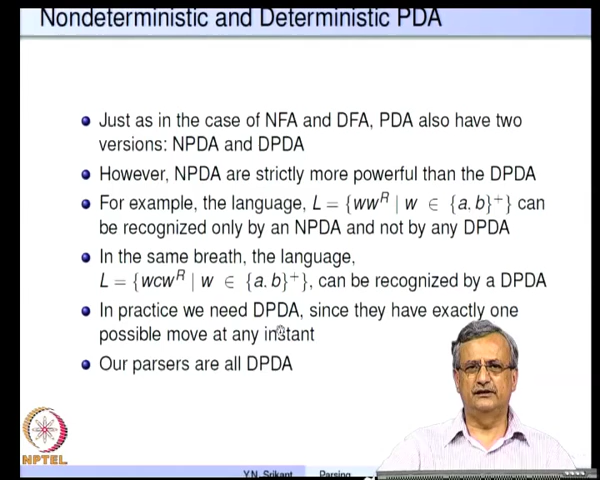 Nondeterministic and Deterministic PDA
Just as in the case of NFA and DFA, PDA also have two
versions: NPDA and DPDA
However, NPDA are strictly more powerful than the DPDA
For example, the language, L = {ww^R | w ∈ {a, b}^+} can
be recognized only by an NPDA and not by any DPDA
In the same breath, the language,
L = {wcw^R | w ∈ {a, b}^+}, can be recognized by a DPDA
In practice we need DPDA, since they have exactly one
possible move at any instant
Our parsers are all DPDA
NPTEL
Y.N. Srikant Parsing